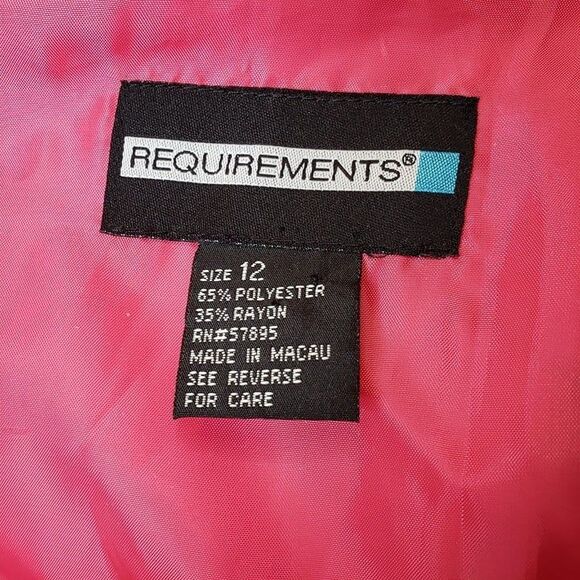 REQUIREMENTS®
SIZE 12
65% POLYESTER
35% RAYON
RN#57895
MADE IN MACAU
SEE REVERSE
FOR CARE